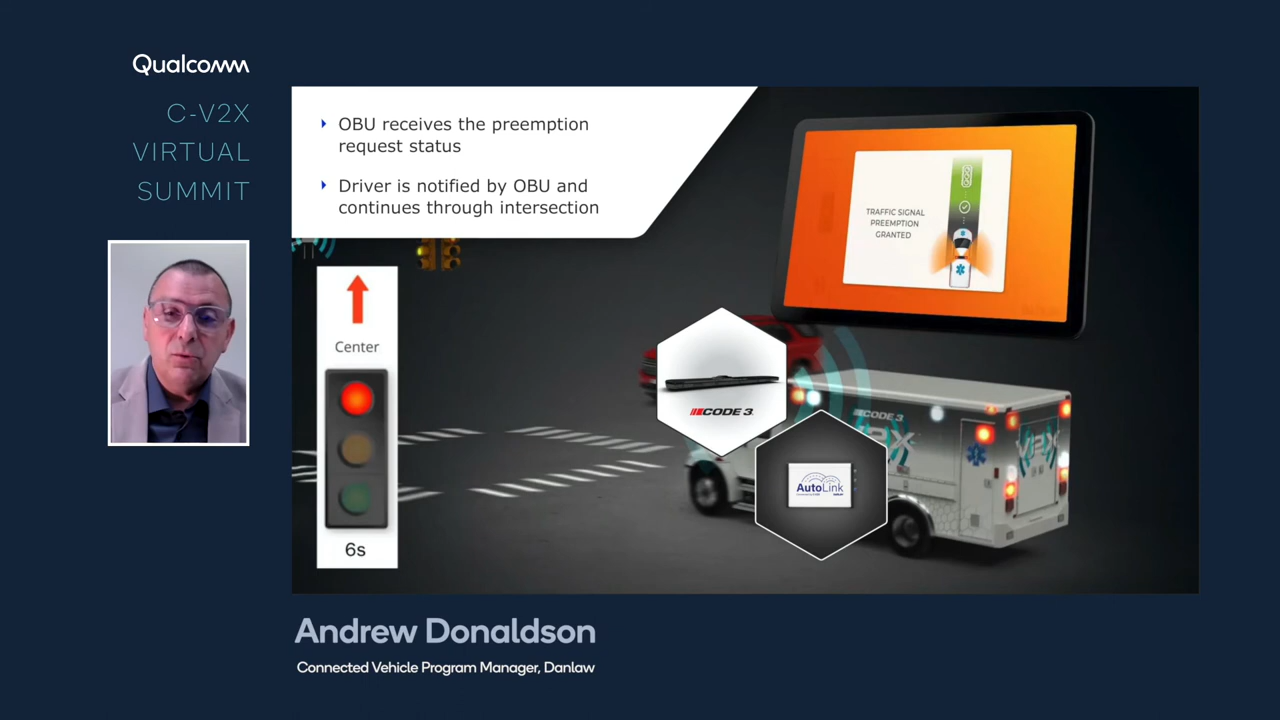 Qualcomm
C-V2X
VIRTUAL
SUMMIT
OBU receives the preemption
request status
Driver is notified by OBU and
continues through intersection
TRAFFIC SIGNAL
PREEMPTION
GRANTED
Center
6s
CODE 3
CODE 3
V2X
AutoLink
Andrew Donaldson
Connected Vehicle Program Manager, Danlaw